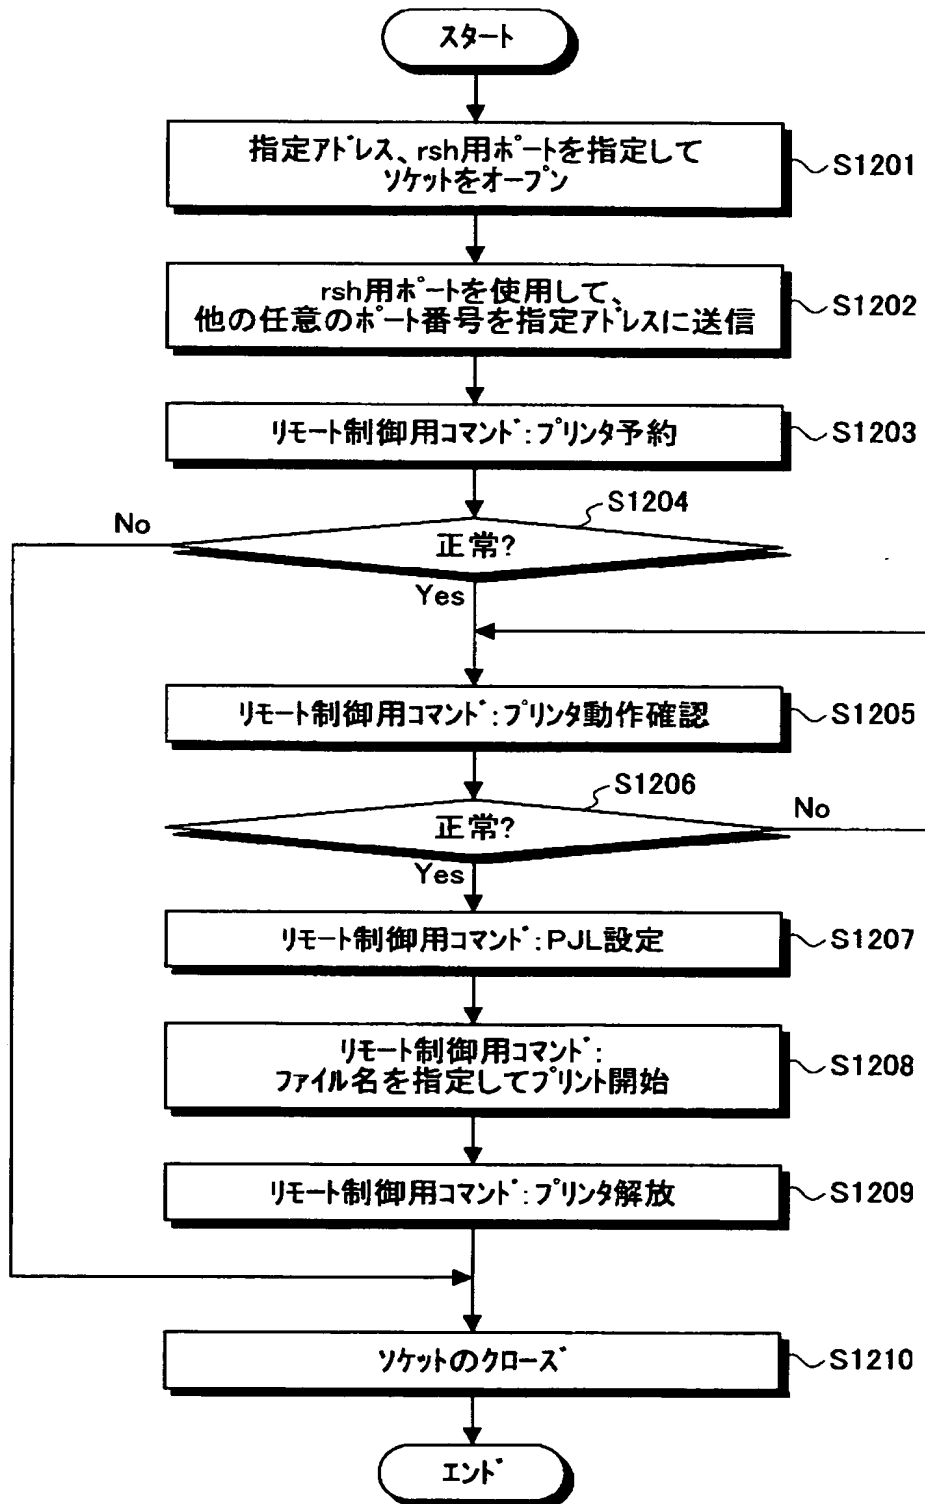 スタート
指定アドレス、rsh用ポートを指定して
ソケットをオープン
S1201
rsh用ポートを使用して、
他の任意のポート番号を指定アドレスに送信
S1202
リモート制御用コマンド:プリンタ予約
S1203
S1204
No
正常?
Yes
リモート制御用コマンド:プリンタ動作確認
S1205
S1206
正常?
No
Yes
リモート制御用コマンド:PJL設定
S1207
リモート制御用コマンド:
ファイル名を指定してプリント開始
S1208
リモート制御用コマンド:プリンタ解放
S1209
ソケットのクローズ
S1210
エンド